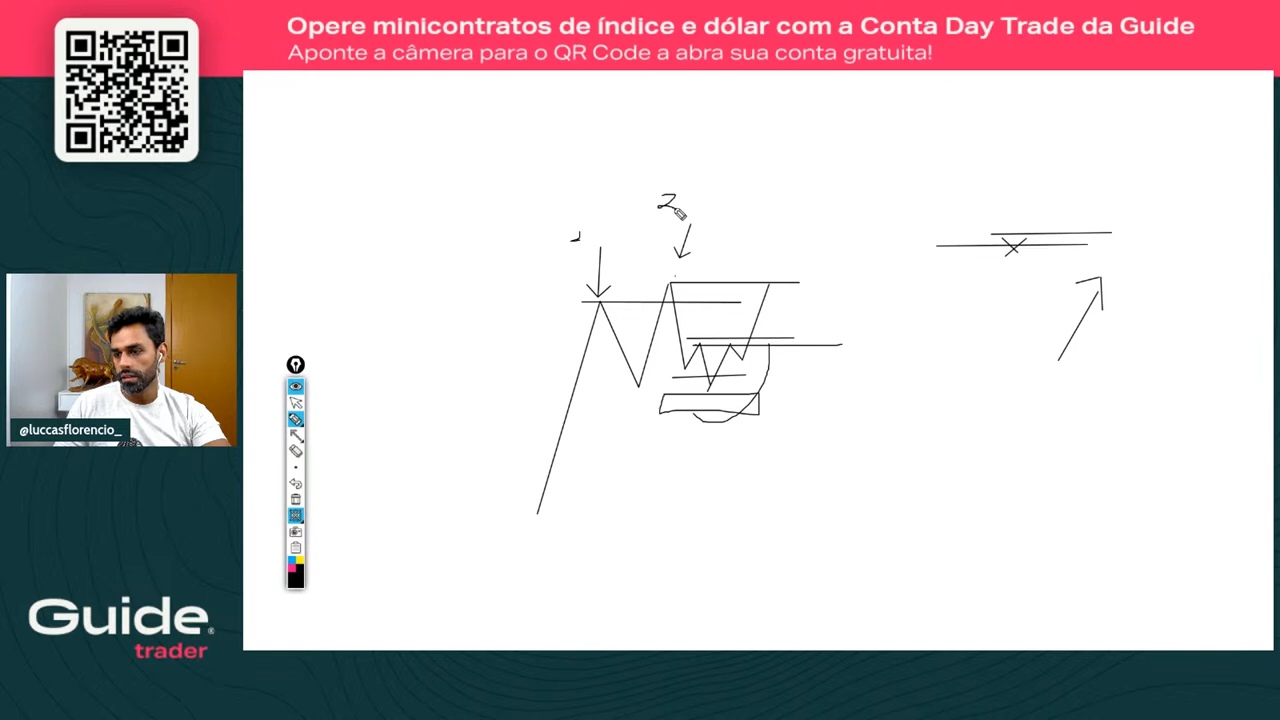 Opere minicontratos de índice e dólar com a Conta Day Trade da Guide
Aponte a câmera para o QR Code a abra sua conta gratuita!
2
@luccasflorencio_
Guide®
trader